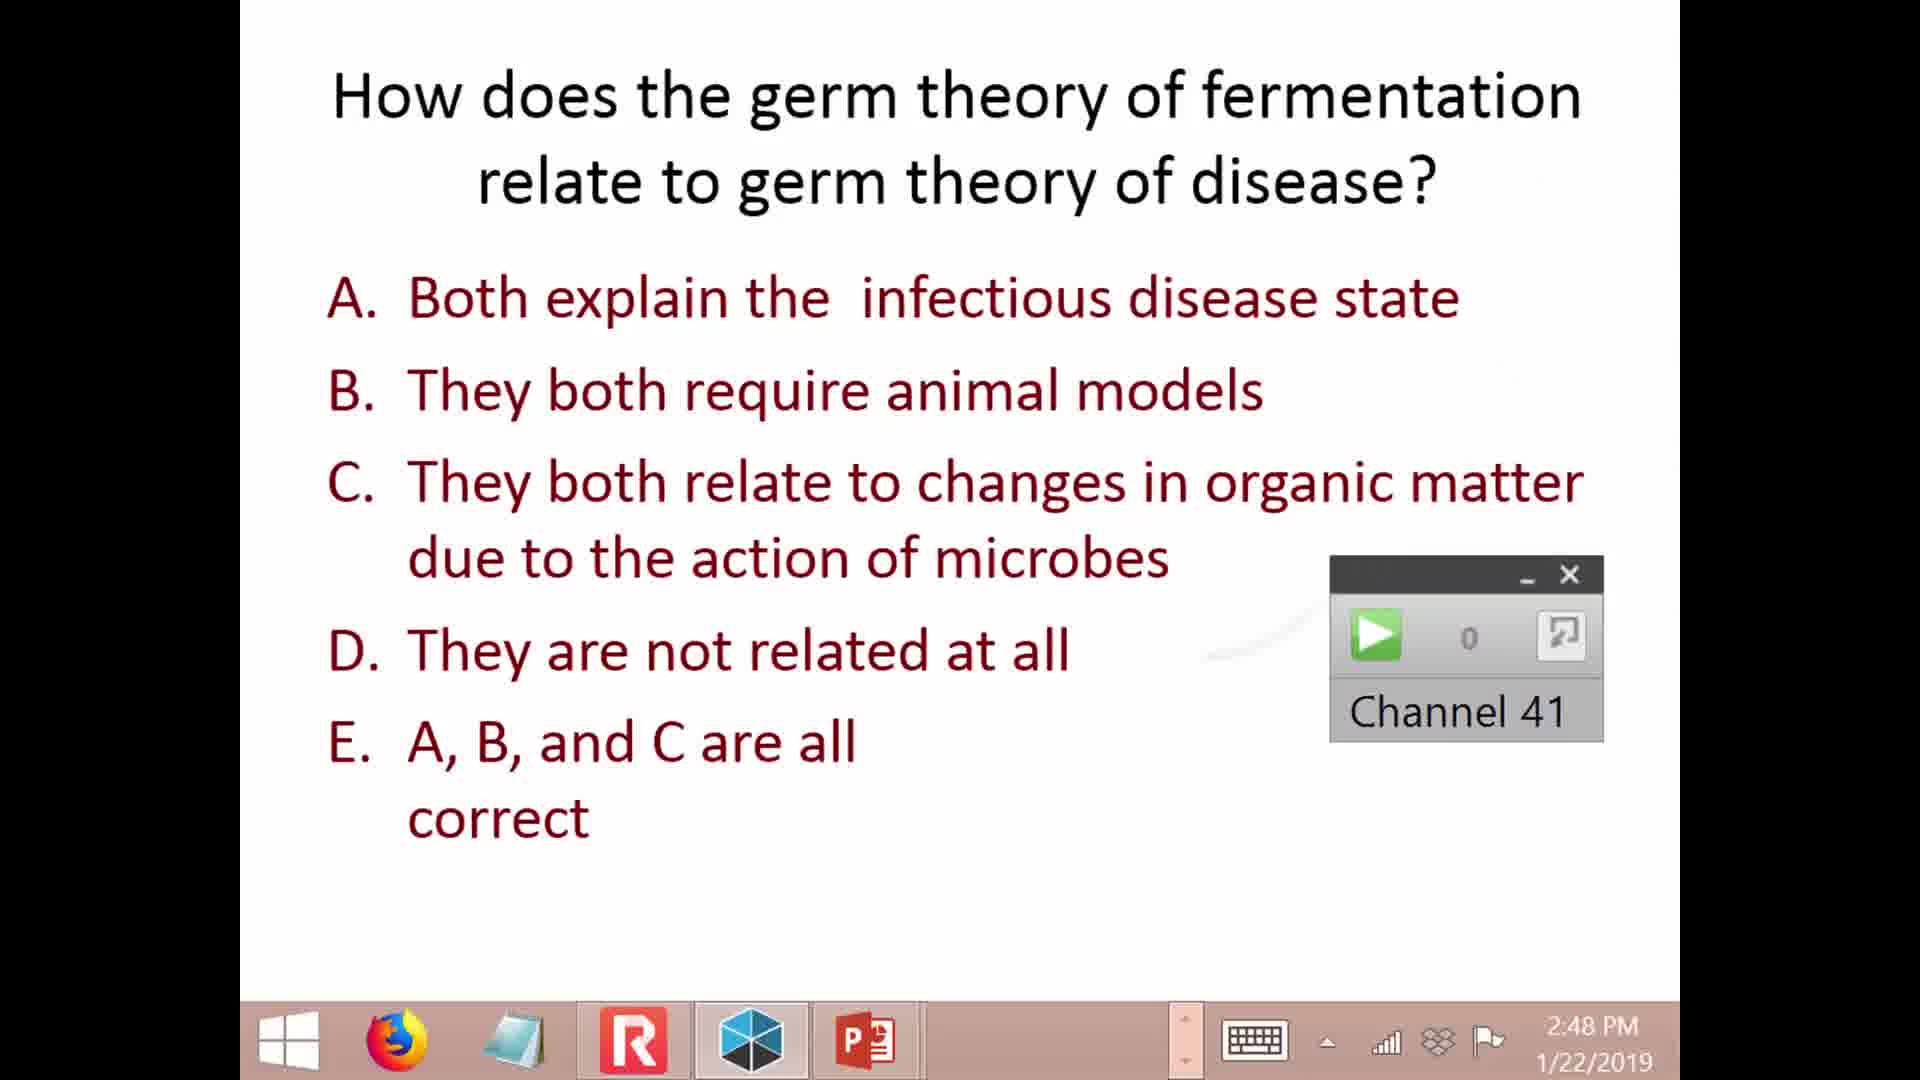 How does the germ theory of fermentation
relate to germ theory of disease?
A. Both explain the infectious disease state
B. They both require animal models
C. They both relate to changes in organic matter
due to the action of microbes
D. They are not related at all
E. A, B, and C are all
correct
0
Channel 41
2:48 PM
1/22/2019